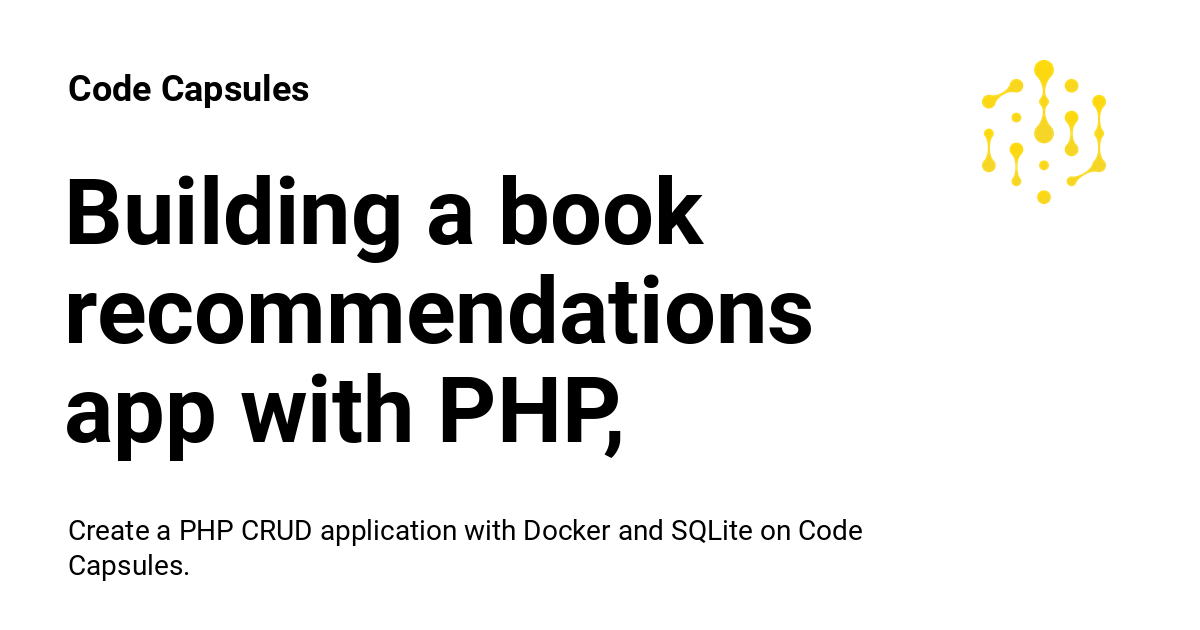 Code Capsules
Building a book
recommendations
app with PHP,
Create a PHP CRUD application with Docker and SQLite on Code
Capsules.